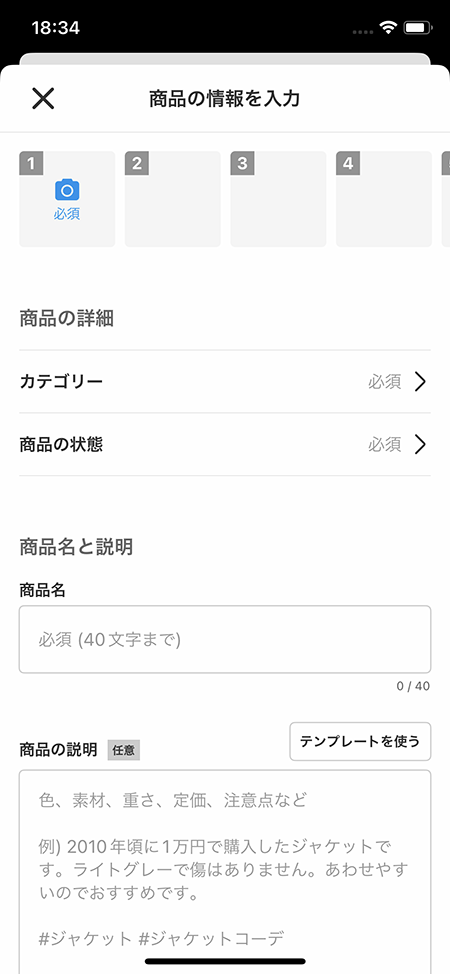 18:34
商品の情報を入力
1
2
3
4
必須
商品の詳細
カテゴリー 必須
商品の状態 必須
商品名と説明
商品名
必須 (40文字まで)
0 / 40
商品の説明 任意 テンプレートを使う
色、素材、重さ、定価、注意点など
例) 2010年頃に1万円で購入したジャケットで
す。ライトグレーで傷はありません。あわせやす
いのでおすすめです。
#ジャケット #ジャケットコーデ